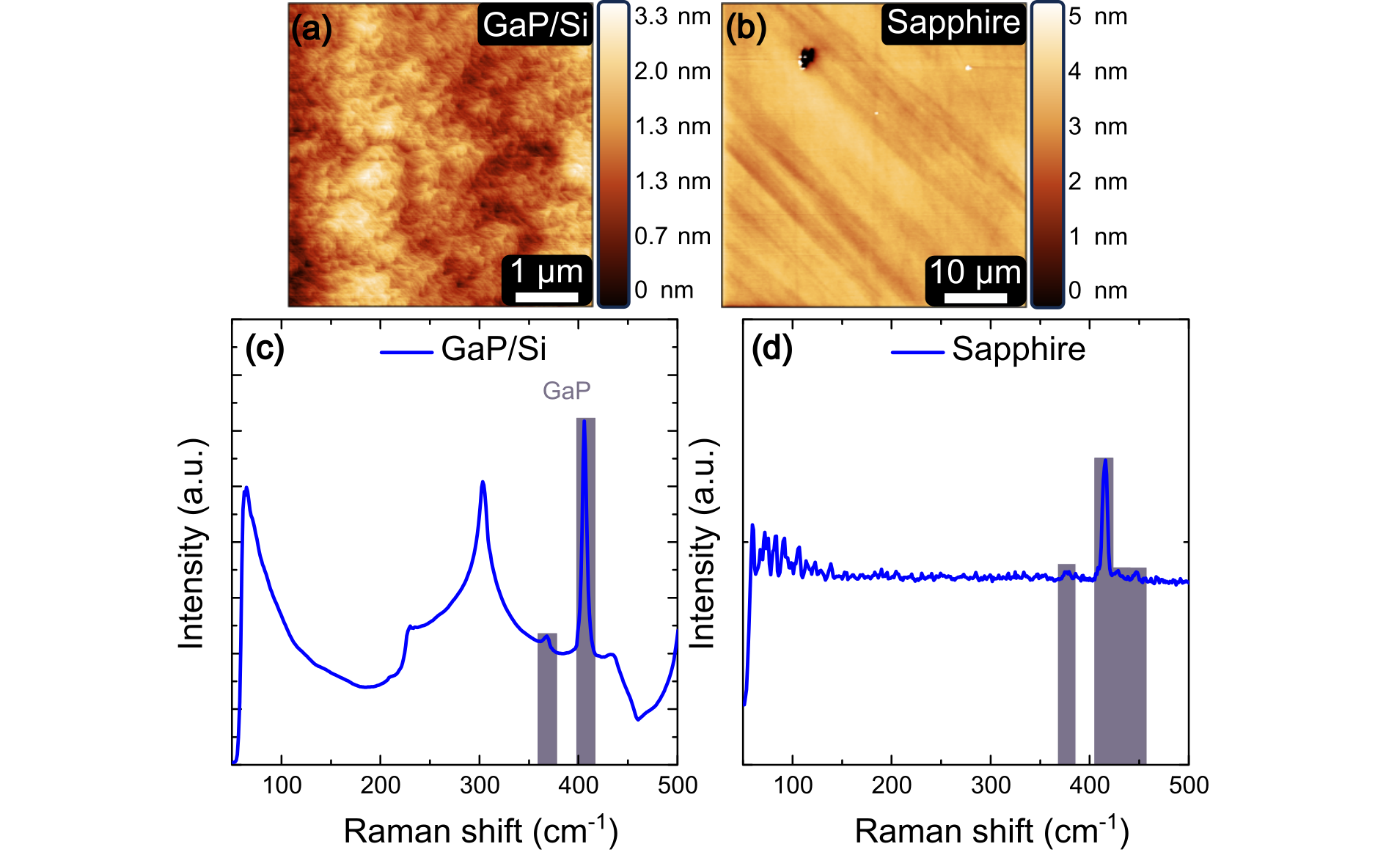 (a) GaP/Si
3.3 nm
2.0 nm
1.3 nm
1.3 nm
0.7 nm
0 nm
1 µm
(b) Sapphire
5 nm
4 nm
3 nm
2 nm
1 nm
0 nm
10 µm
(c) GaP/Si
GaP
Intensity (a.u.)
100 200 300 400 500
Raman shift (cm⁻¹)
(d) Sapphire
Intensity (a.u.)
100 200 300 400 500
Raman shift (cm⁻¹)